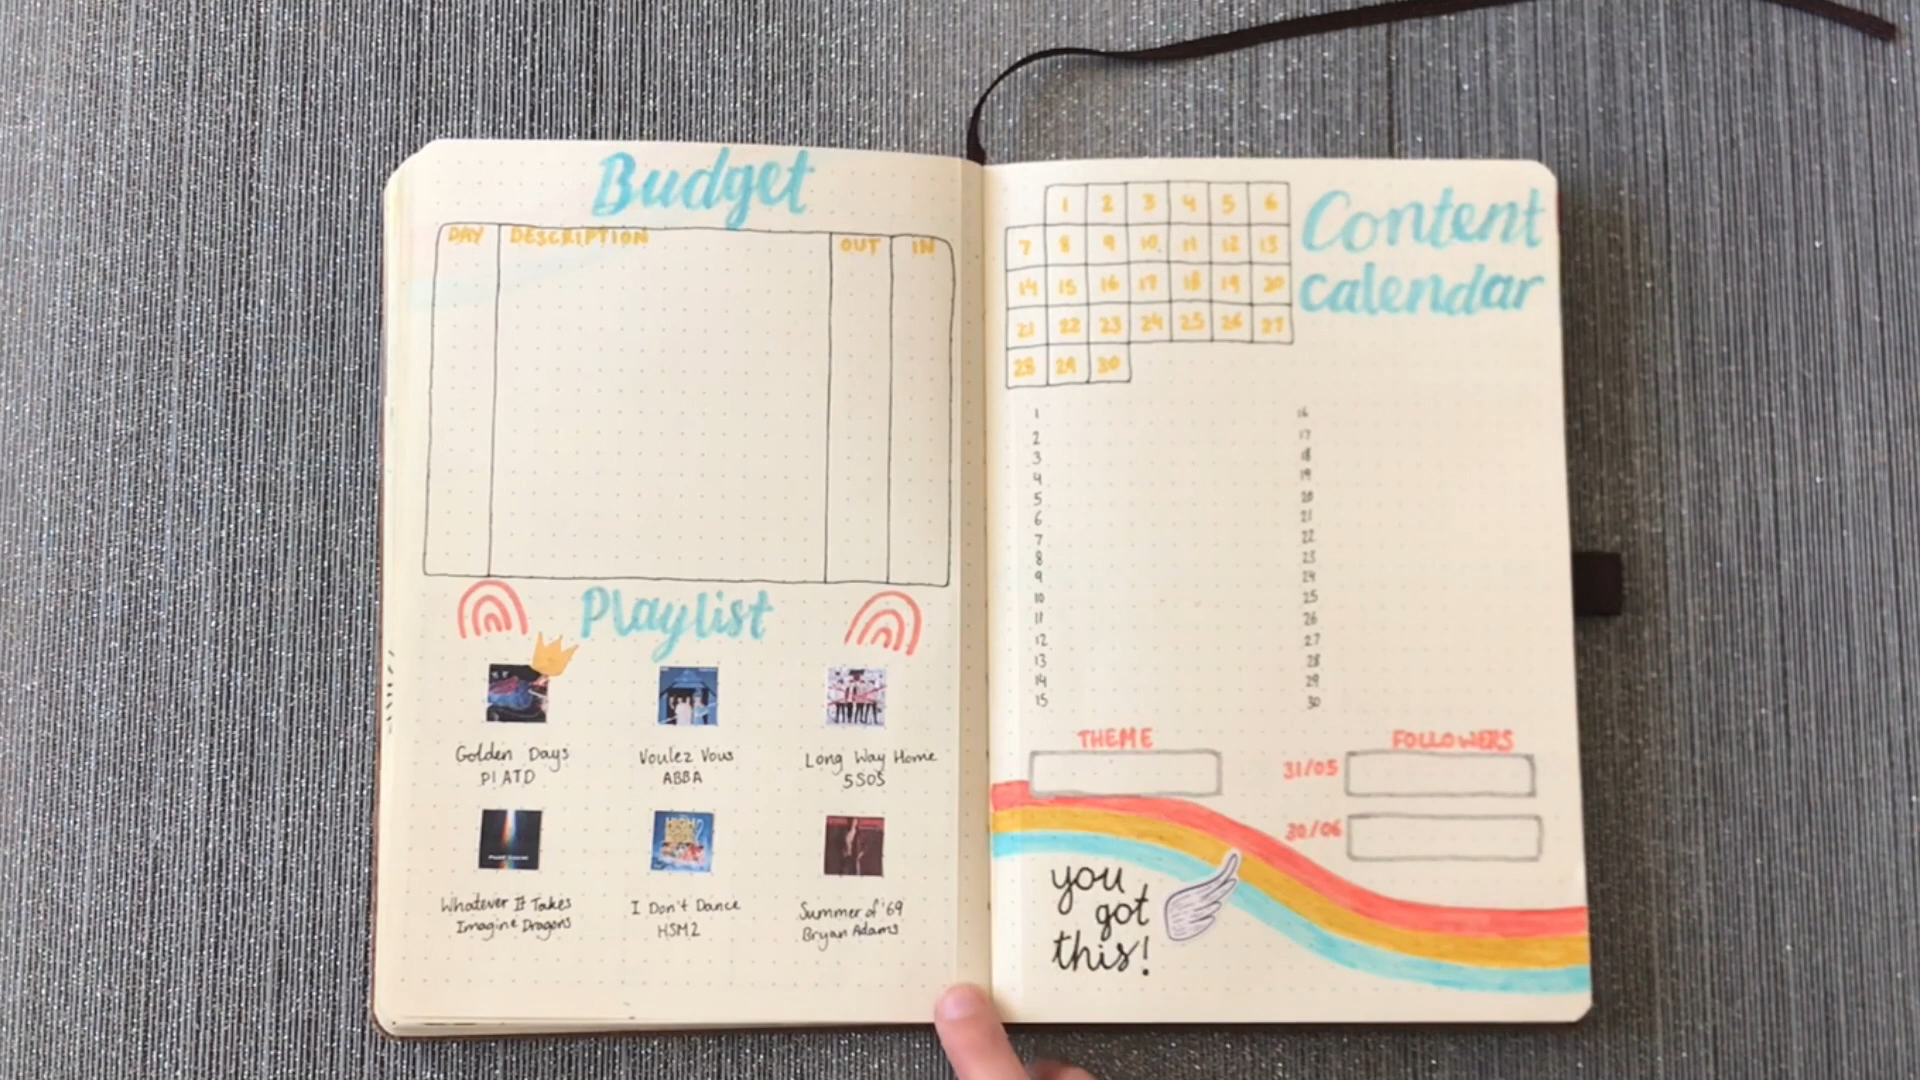 Budget
DAY DESCRIPTION OUT IN
Playlist
Golden Days
P!ATD
Voulez Vous
ABBA
Long Way Home
5SOS
Whatever It Takes
Imagine Dragons
I Don't Dance
HSM2
Summer of '69
Bryan Adams
Content
calendar
1 2 3 4 5 6
7 8 9 10 11 12 13
14 15 16 17 18 19 20
21 22 23 24 25 26 27
28 29 30
1
2
3
4
5
6
7
8
9
10
11
12
13
14
15
16
17
18
19
20
21
22
23
24
25
26
27
28
29
30
THEME
FOLLOWERS
31/05
30/06
you
got
this!